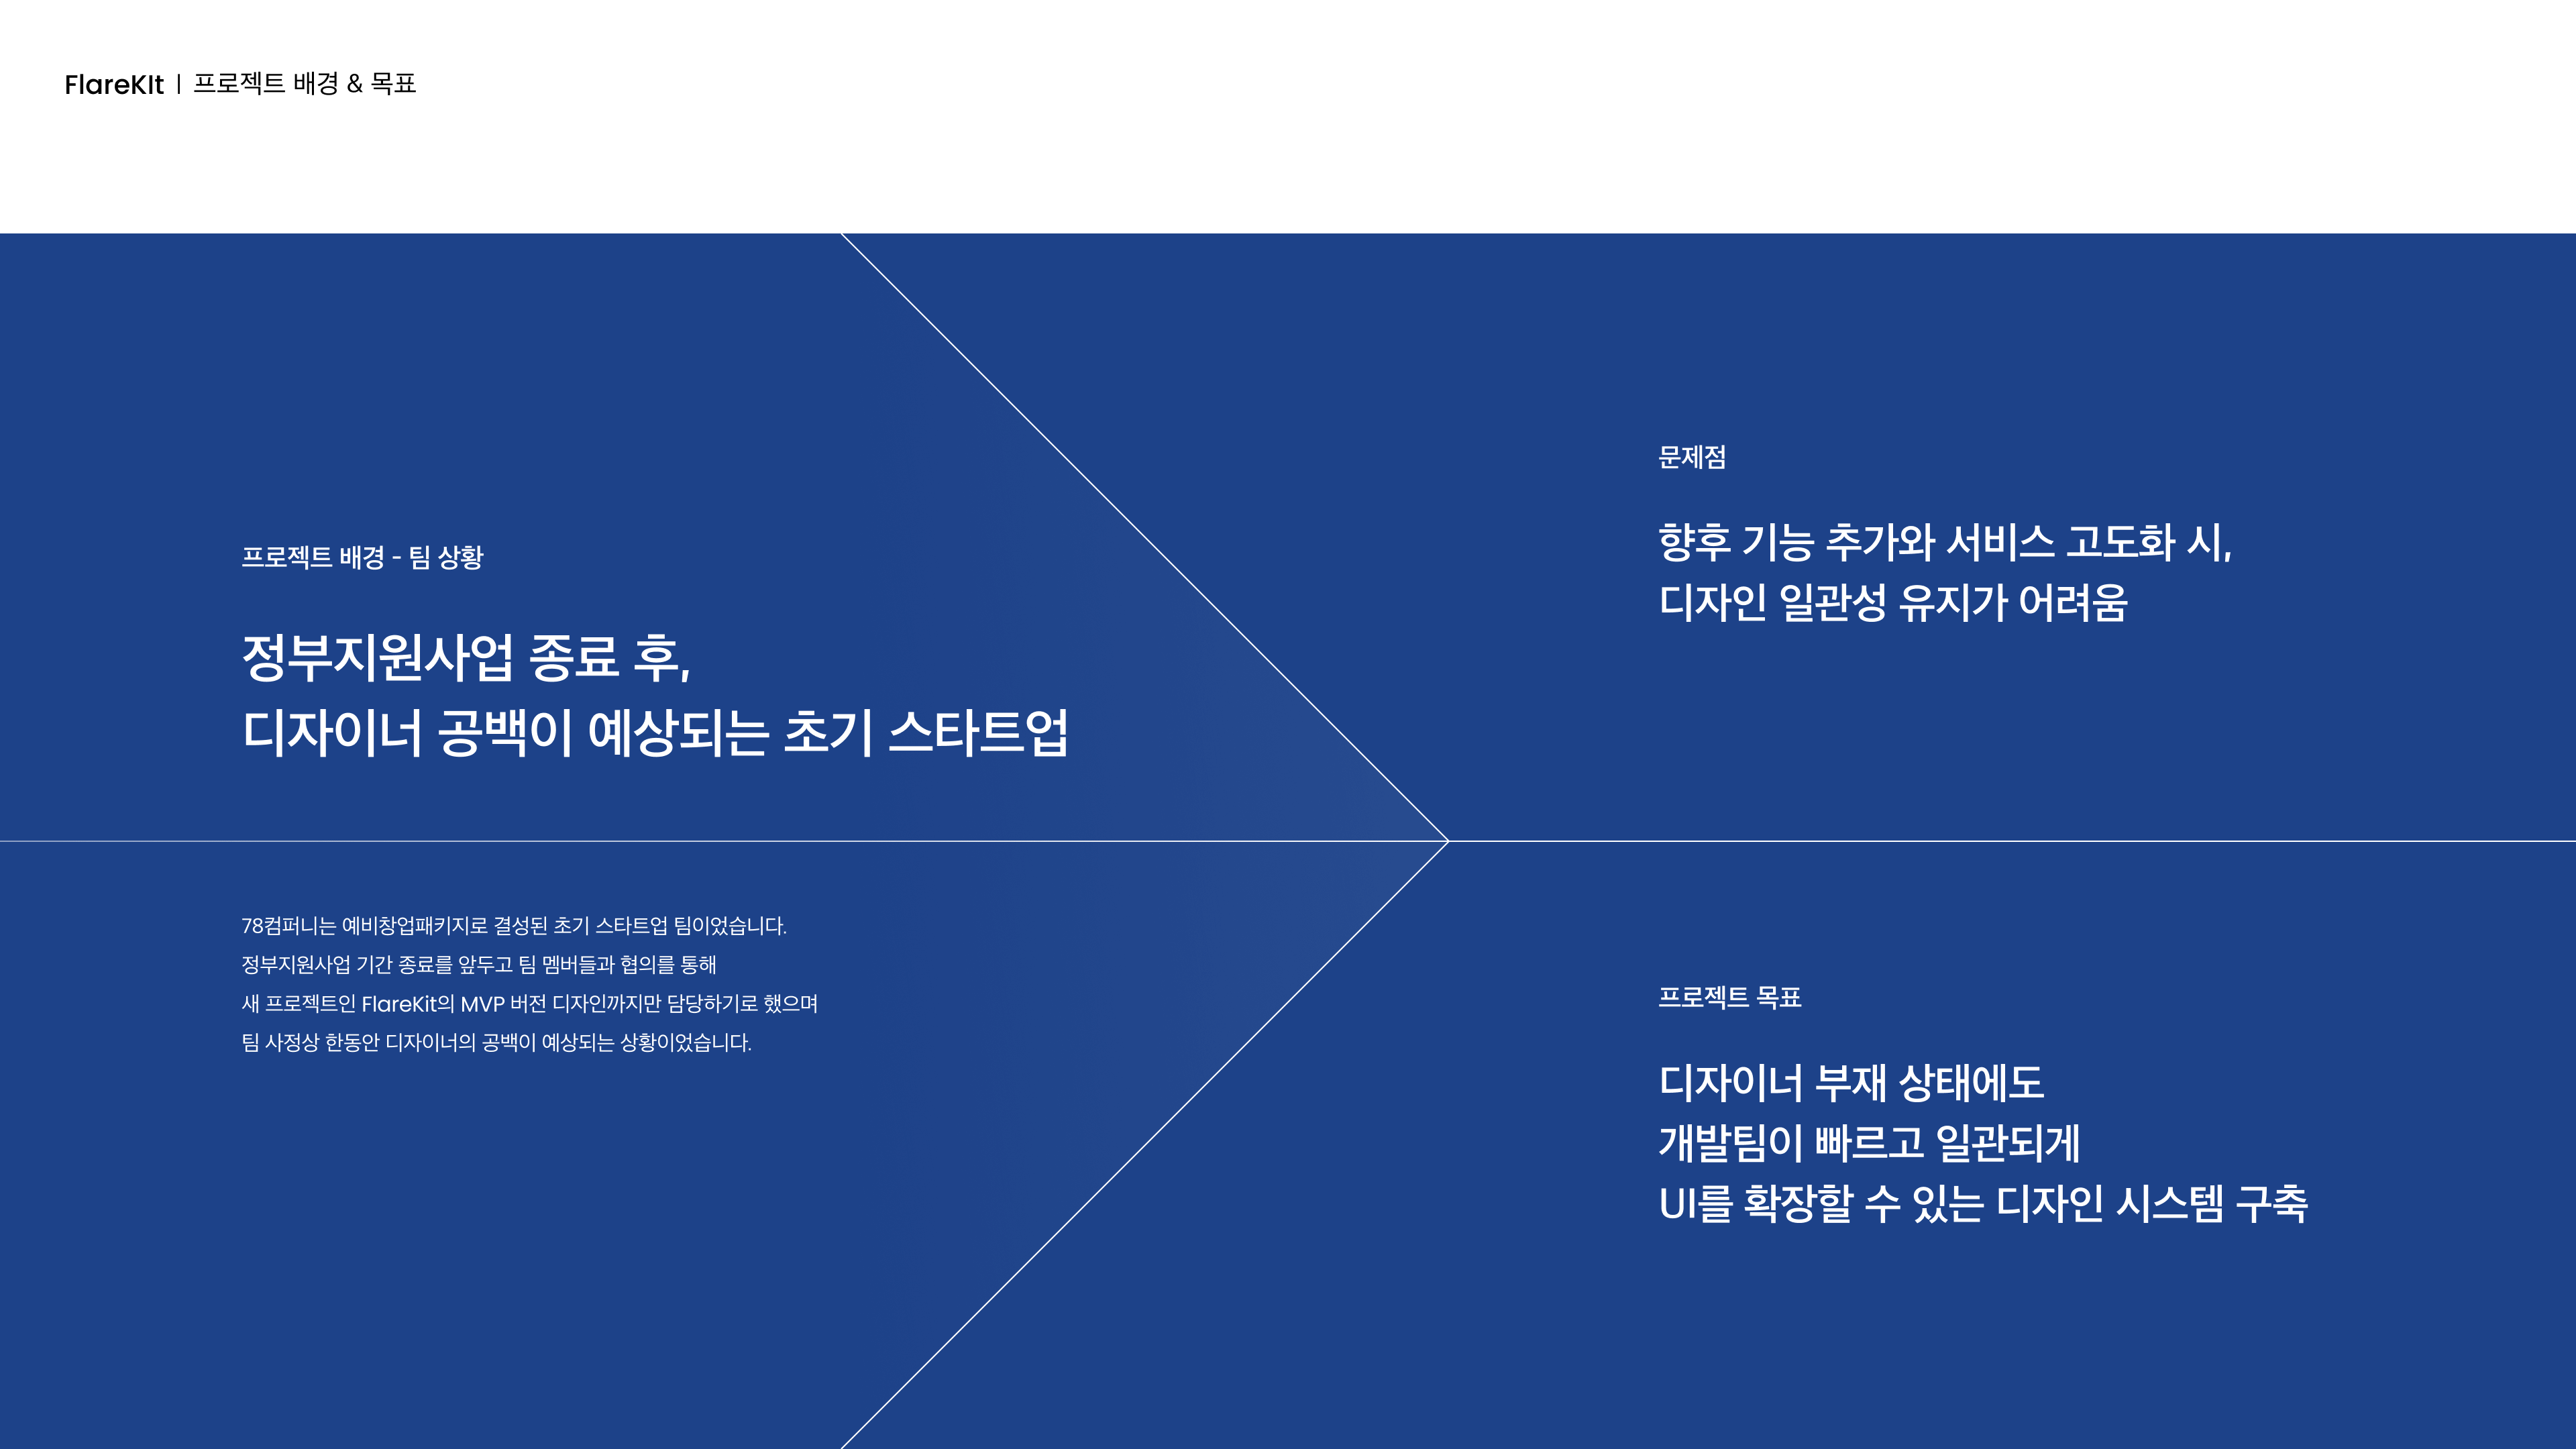 FlareKIt | 프로젝트 배경 & 목표
프로젝트 배경 - 팀 상황
정부지원사업 종료 후,
디자이너 공백이 예상되는 초기 스타트업
78컴퍼니는 예비창업패키지로 결성된 초기 스타트업 팀이었습니다.
정부지원사업 기간 종료를 앞두고 팀 멤버들과 협의를 통해
새 프로젝트인 FlareKit의 MVP 버전 디자인까지만 담당하기로 했으며
팀 사정상 한동안 디자이너의 공백이 예상되는 상황이었습니다.
문제점
향후 기능 추가와 서비스 고도화 시,
디자인 일관성 유지가 어려움
프로젝트 목표
디자이너 부재 상태에도
개발팀이 빠르고 일관되게
UI를 확장할 수 있는 디자인 시스템 구축